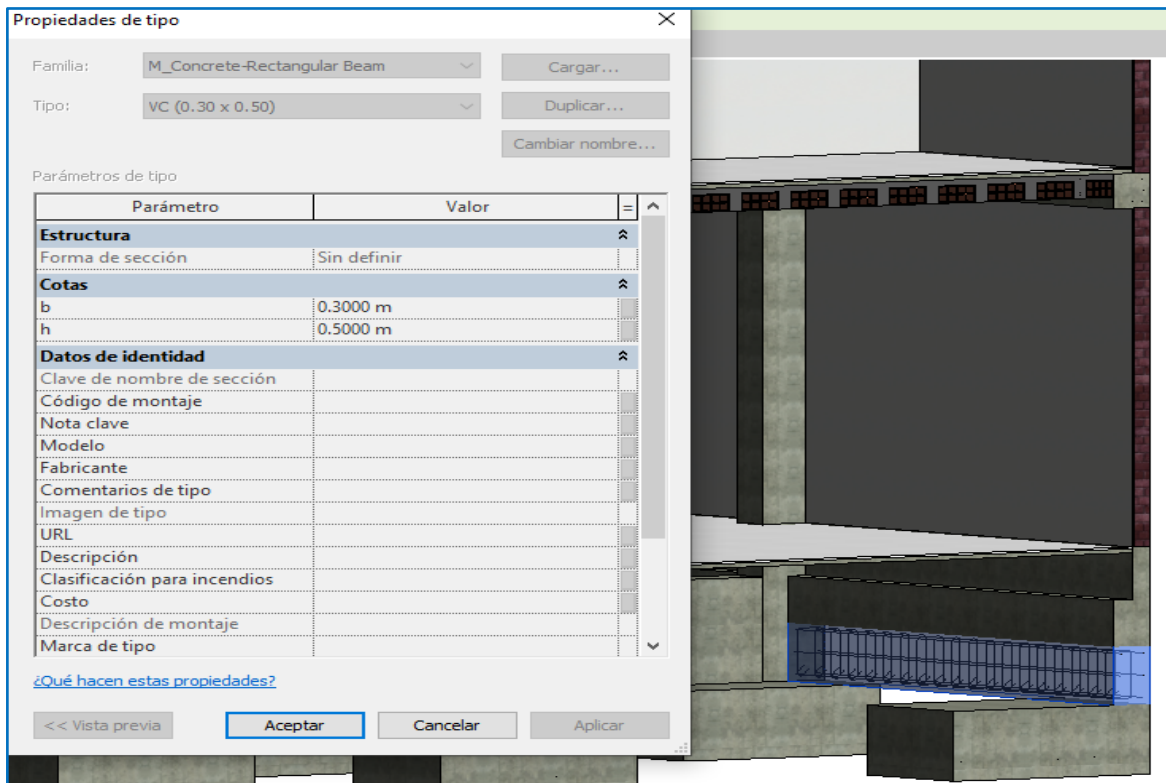 Propiedades de tipo
Familia: M_Concrete-Rectangular Beam Cargar...
Tipo: VC (0.30 x 0.50) Duplicar...
Cambiar nombre...
Parámetros de tipo
Parámetro Valor =
Estructura
Forma de sección Sin definir
Cotas
b 0.3000 m
h 0.5000 m
Datos de identidad
Clave de nombre de sección
Código de montaje
Nota clave
Modelo
Fabricante
Comentarios de tipo
Imagen de tipo
URL
Descripción
Clasificación para incendios
Costo
Descripción de montaje
Marca de tipo
¿Qué hacen estas propiedades?
<< Vista previa Aceptar Cancelar Aplicar